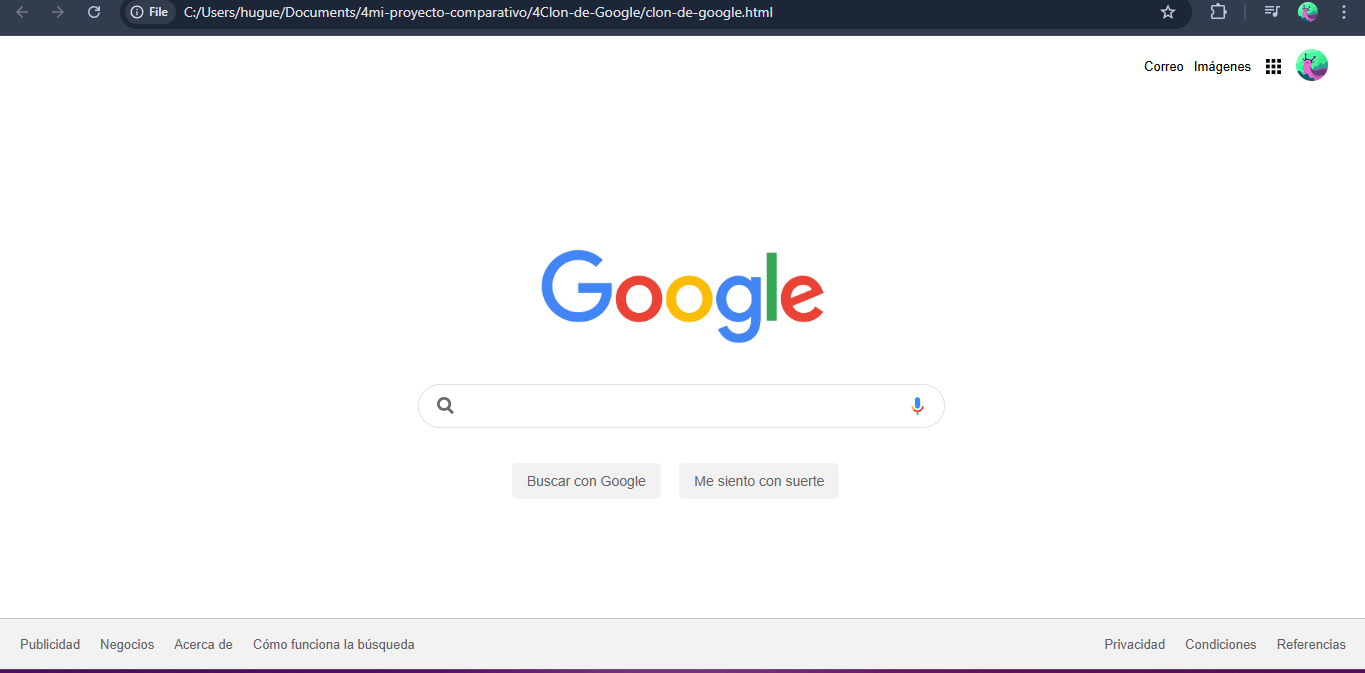 File C:/Users/hugue/Documents/4mi-proyecto-comparativo/4Clon-de-Google/clon-de-google.html
Correo Imágenes
Google
Buscar con Google Me siento con suerte
Publicidad Negocios Acerca de Cómo funciona la búsqueda Privacidad Condiciones Referencias